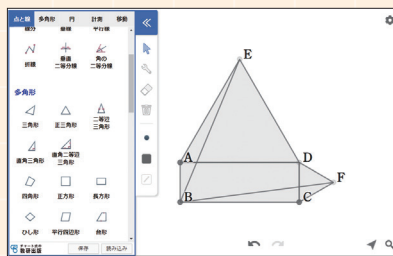 点と線 多角形 円 計測 移動
線分 垂線 平行線
折線 垂直二等分線 角の二等分線
多角形
三角形 正三角形 二等辺三角形
直角三角形 直角二等辺三角形
四角形 正方形 長方形
ひし形 平行四辺形 台形
数研出版 保存 読み込み
E
A D
F
B C